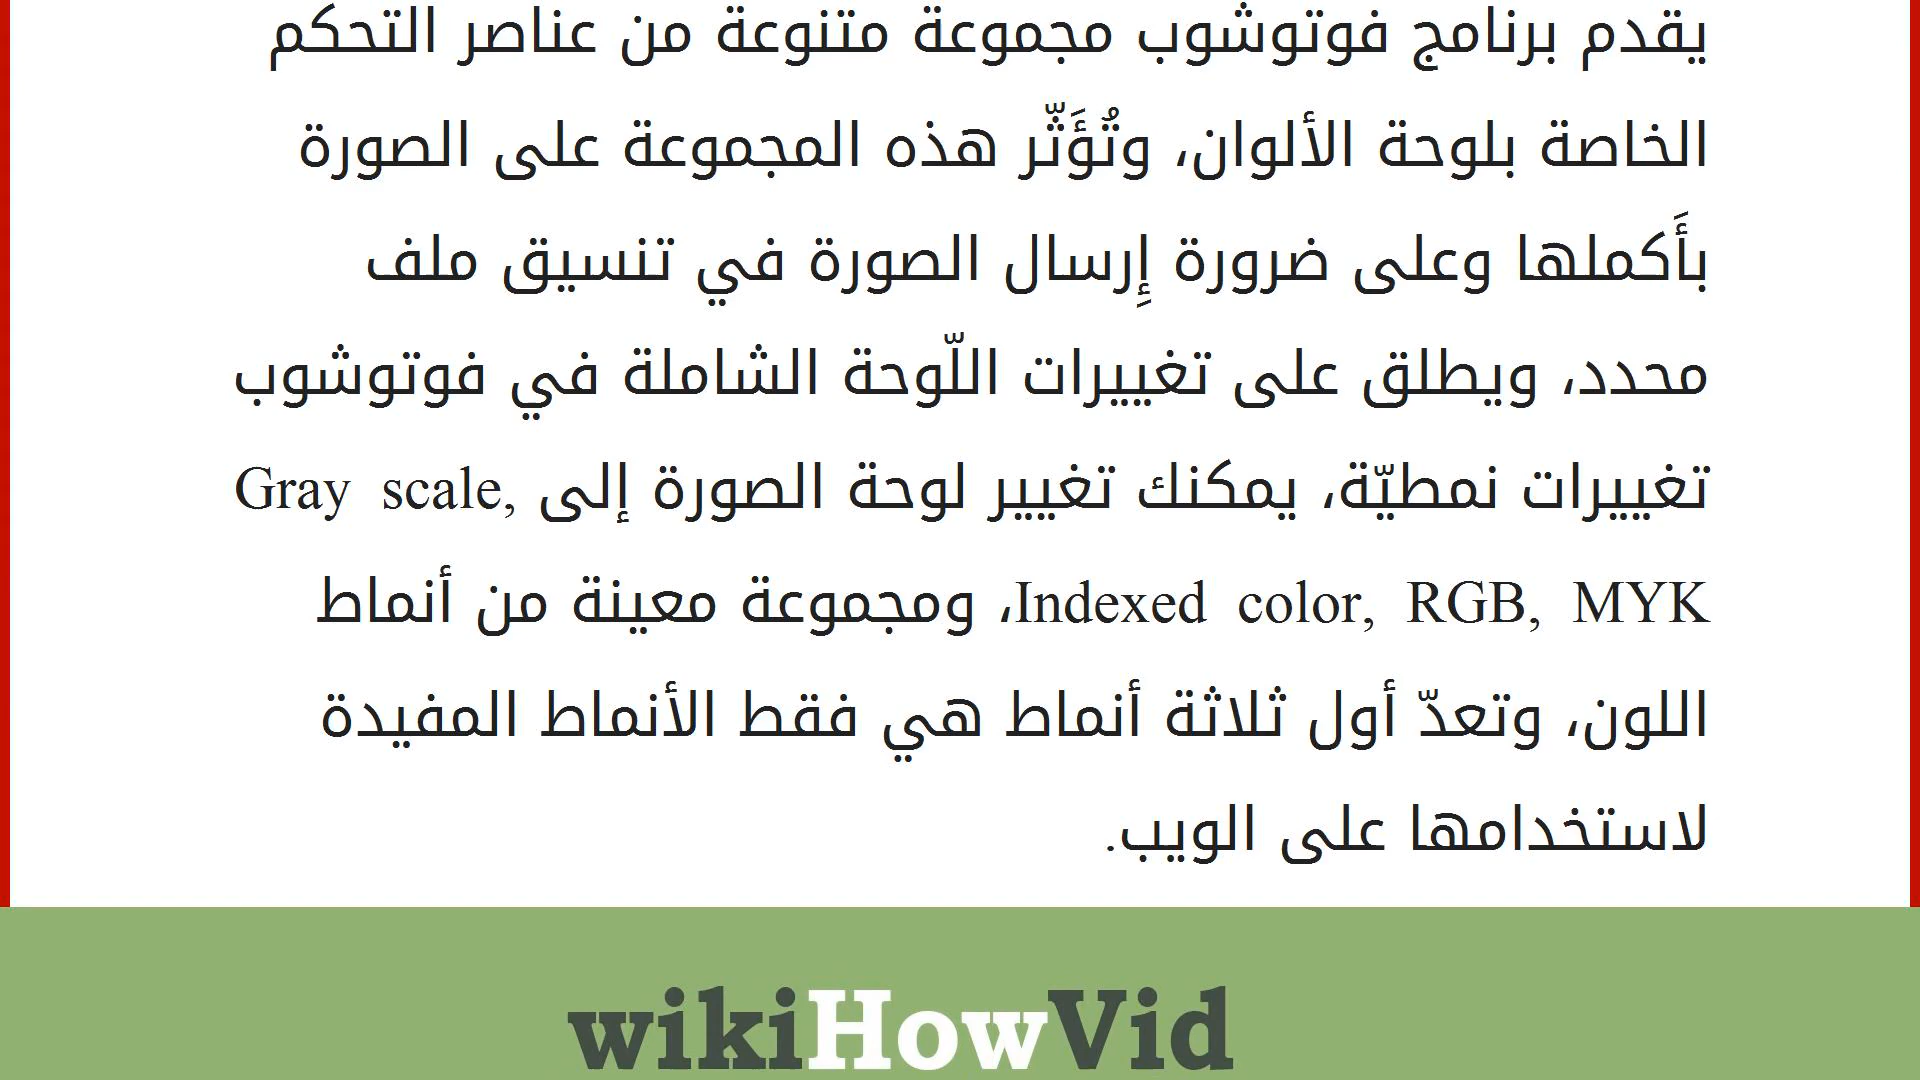 يقدم برنامج فوتوشوب مجموعة متنوعة من عناصر التحكم
الخاصة بلوحة الألوان، وتُؤَثّر هذه المجموعة على الصورة
بأَكملها وعلى ضرورة إِرسال الصورة في تنسيق ملف
محدد، ويطلق على تغييرات اللّوحة الشاملة في فوتوشوب
تغييرات نمطيّة، يمكنك تغيير لوحة الصورة إلى Gray scale,
Indexed color, RGB, MYK، ومجموعة معينة من أنماط
اللون، وتعدّ أول ثلاثة أنماط هي فقط الأنماط المفيدة
لاستخدامها على الويب.
wikiHowVid